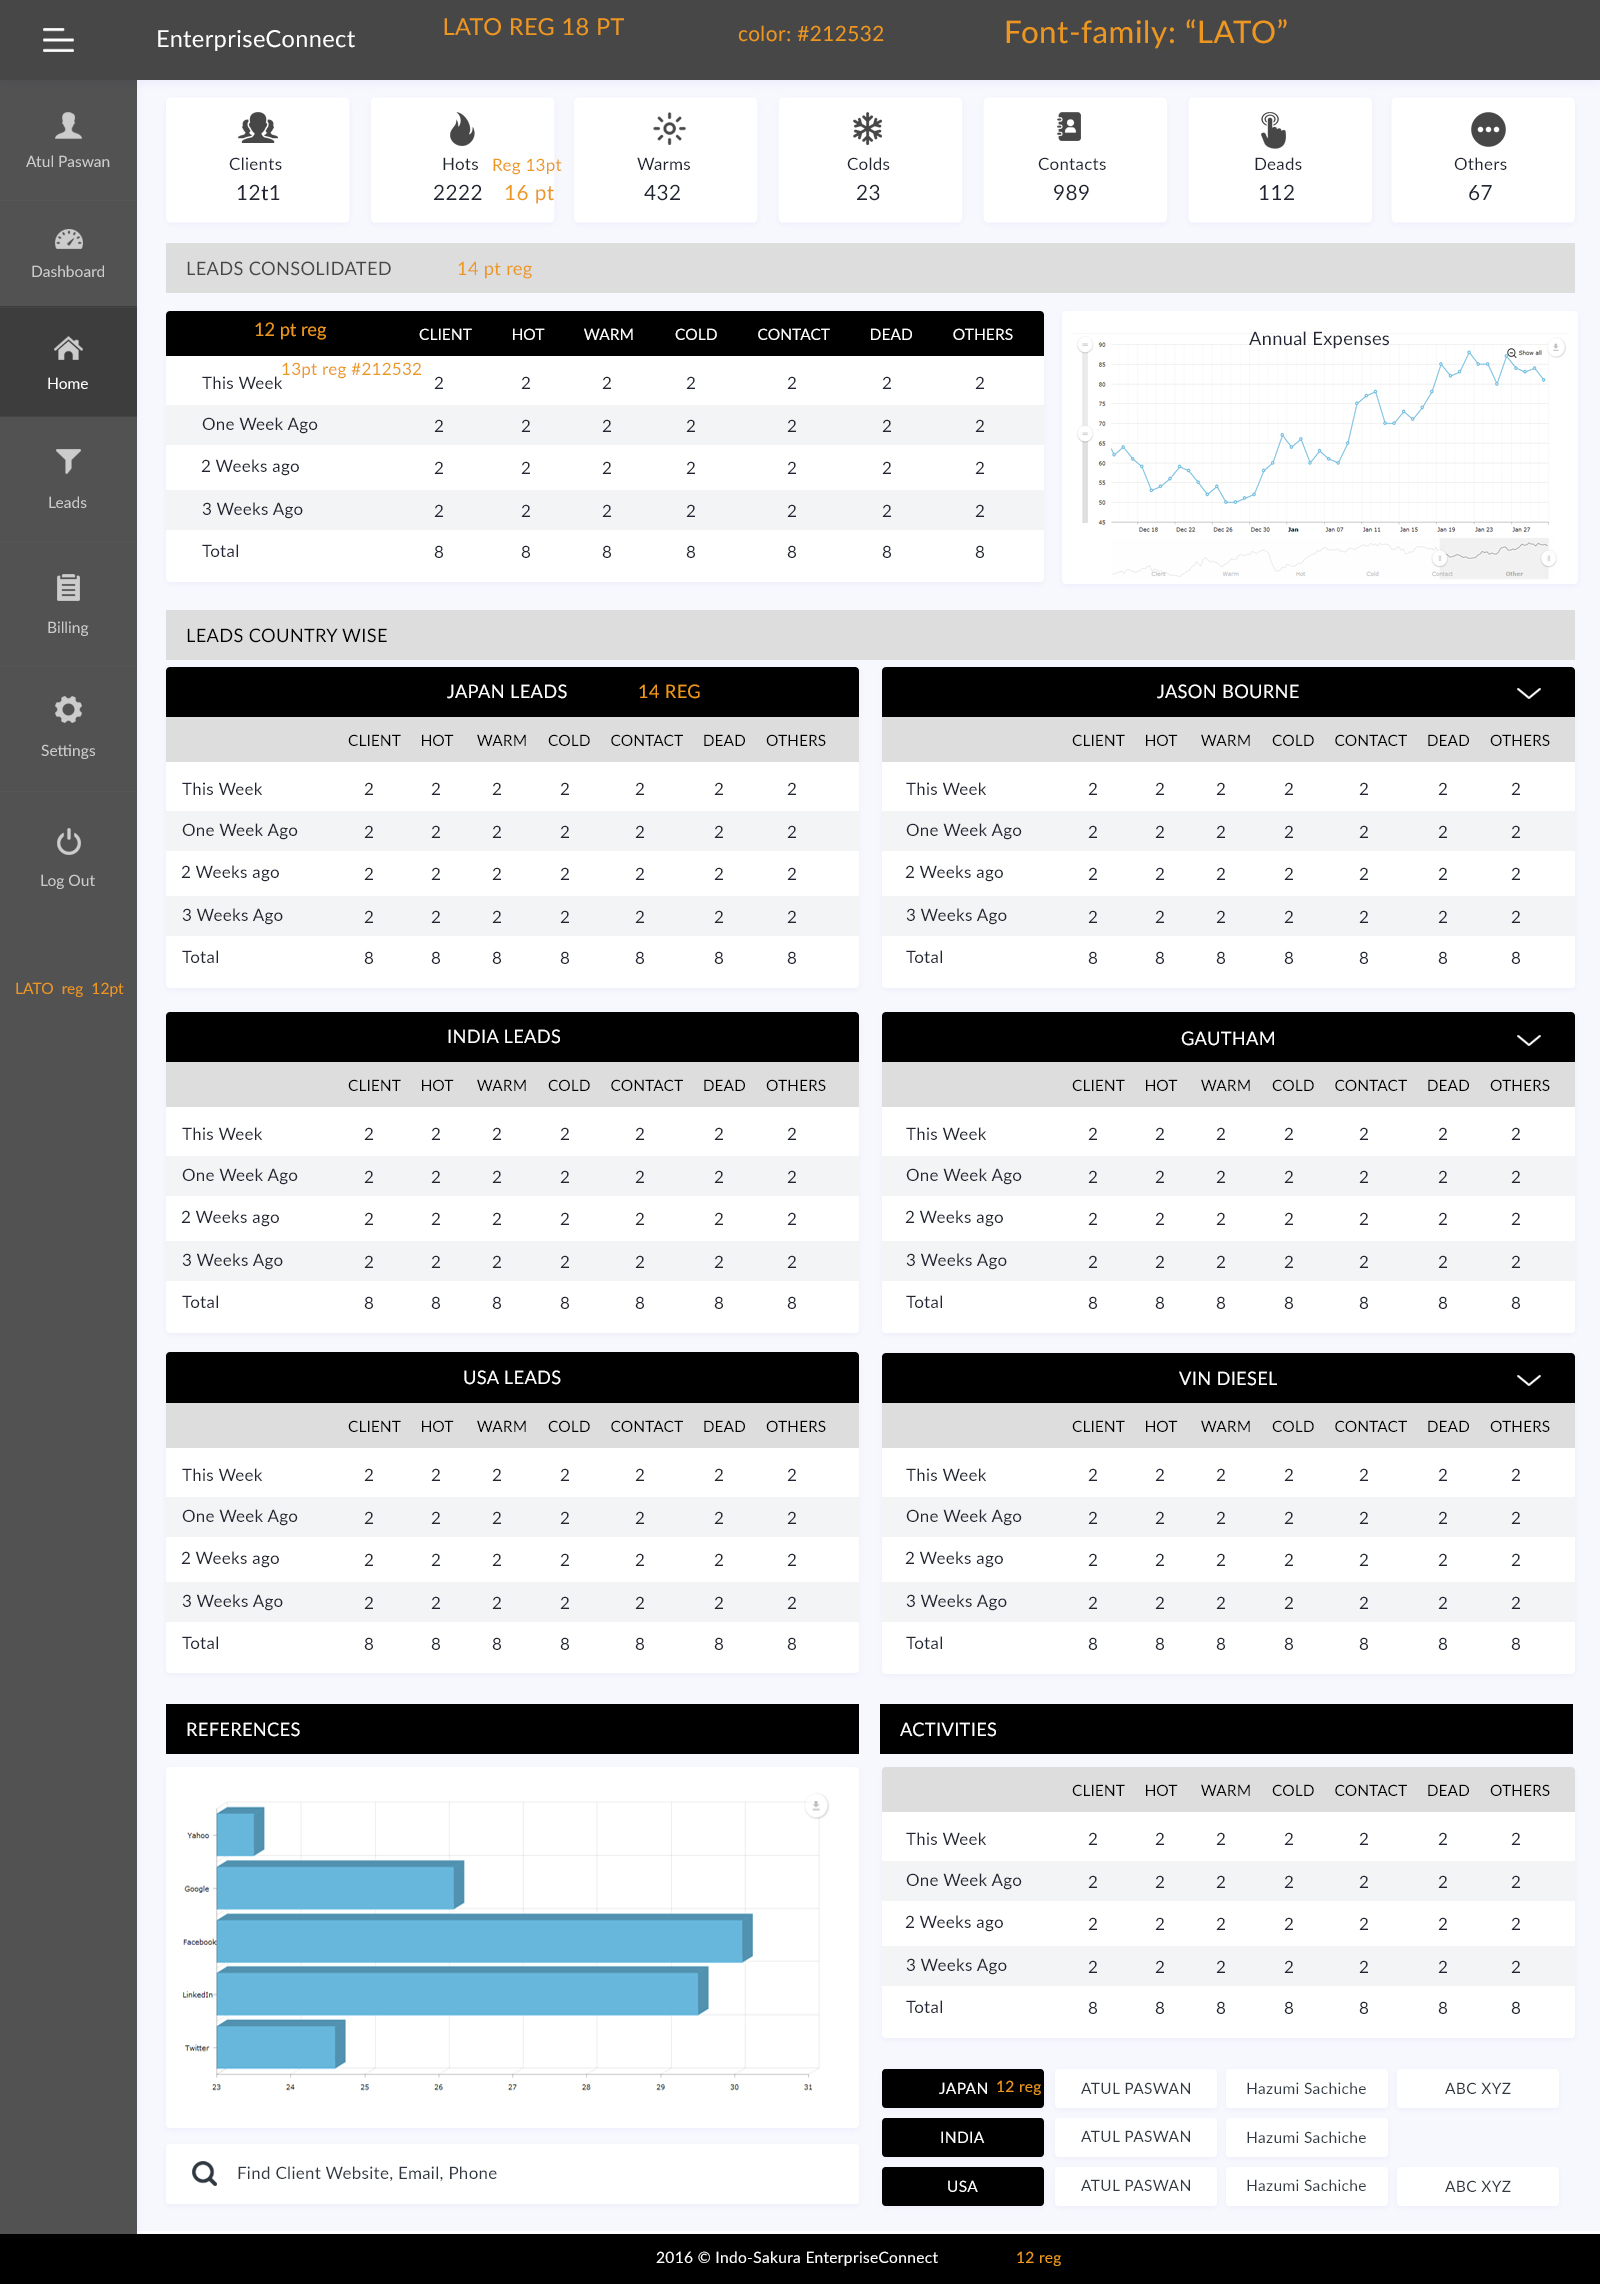 EnterpriseConnect LATO REG 18 PT color: #212532 Font-family: “LATO”
Atul Paswan
Dashboard
Home
Leads
Billing
Settings
Log Out
LATO reg 12pt
Clients
12t1
Hots Reg 13pt
2222 16 pt
Warms
432
Colds
23
Contacts
989
Deads
112
Others
67
LEADS CONSOLIDATED 14 pt reg
12 pt reg CLIENT HOT WARM COLD CONTACT DEAD OTHERS
13pt reg #212532
This Week 2 2 2 2 2 2 2
One Week Ago 2 2 2 2 2 2 2
2 Weeks ago 2 2 2 2 2 2 2
3 Weeks Ago 2 2 2 2 2 2 2
Total 8 8 8 8 8 8 8
Annual Expenses
Show all
90
85
80
75
70
65
60
55
50
45
Dec 18 Dec 22 Dec 26 Dec 30 Jan Jan 07 Jan 11 Jan 15 Jan 19 Jan 23 Jan 27
Client Warm Hot Cold Contact Other
LEADS COUNTRY WISE
JAPAN LEADS 14 REG
CLIENT HOT WARM COLD CONTACT DEAD OTHERS
This Week 2 2 2 2 2 2 2
One Week Ago 2 2 2 2 2 2 2
2 Weeks ago 2 2 2 2 2 2 2
3 Weeks Ago 2 2 2 2 2 2 2
Total 8 8 8 8 8 8 8
JASON BOURNE
CLIENT HOT WARM COLD CONTACT DEAD OTHERS
This Week 2 2 2 2 2 2 2
One Week Ago 2 2 2 2 2 2 2
2 Weeks ago 2 2 2 2 2 2 2
3 Weeks Ago 2 2 2 2 2 2 2
Total 8 8 8 8 8 8 8
INDIA LEADS
CLIENT HOT WARM COLD CONTACT DEAD OTHERS
This Week 2 2 2 2 2 2 2
One Week Ago 2 2 2 2 2 2 2
2 Weeks ago 2 2 2 2 2 2 2
3 Weeks Ago 2 2 2 2 2 2 2
Total 8 8 8 8 8 8 8
GAUTHAM
CLIENT HOT WARM COLD CONTACT DEAD OTHERS
This Week 2 2 2 2 2 2 2
One Week Ago 2 2 2 2 2 2 2
2 Weeks ago 2 2 2 2 2 2 2
3 Weeks Ago 2 2 2 2 2 2 2
Total 8 8 8 8 8 8 8
USA LEADS
CLIENT HOT WARM COLD CONTACT DEAD OTHERS
This Week 2 2 2 2 2 2 2
One Week Ago 2 2 2 2 2 2 2
2 Weeks ago 2 2 2 2 2 2 2
3 Weeks Ago 2 2 2 2 2 2 2
Total 8 8 8 8 8 8 8
VIN DIESEL
CLIENT HOT WARM COLD CONTACT DEAD OTHERS
This Week 2 2 2 2 2 2 2
One Week Ago 2 2 2 2 2 2 2
2 Weeks ago 2 2 2 2 2 2 2
3 Weeks Ago 2 2 2 2 2 2 2
Total 8 8 8 8 8 8 8
REFERENCES
Yahoo
Google
Facebook
LinkedIn
Twitter
23 24 25 26 27 28 29 30 31
Find Client Website, Email, Phone
ACTIVITIES
CLIENT HOT WARM COLD CONTACT DEAD OTHERS
This Week 2 2 2 2 2 2 2
One Week Ago 2 2 2 2 2 2 2
2 Weeks ago 2 2 2 2 2 2 2
3 Weeks Ago 2 2 2 2 2 2 2
Total 8 8 8 8 8 8 8
JAPAN 12 reg ATUL PASWAN Hazumi Sachiche ABC XYZ
INDIA ATUL PASWAN Hazumi Sachiche
USA ATUL PASWAN Hazumi Sachiche ABC XYZ
2016 © Indo-Sakura EnterpriseConnect 12 reg